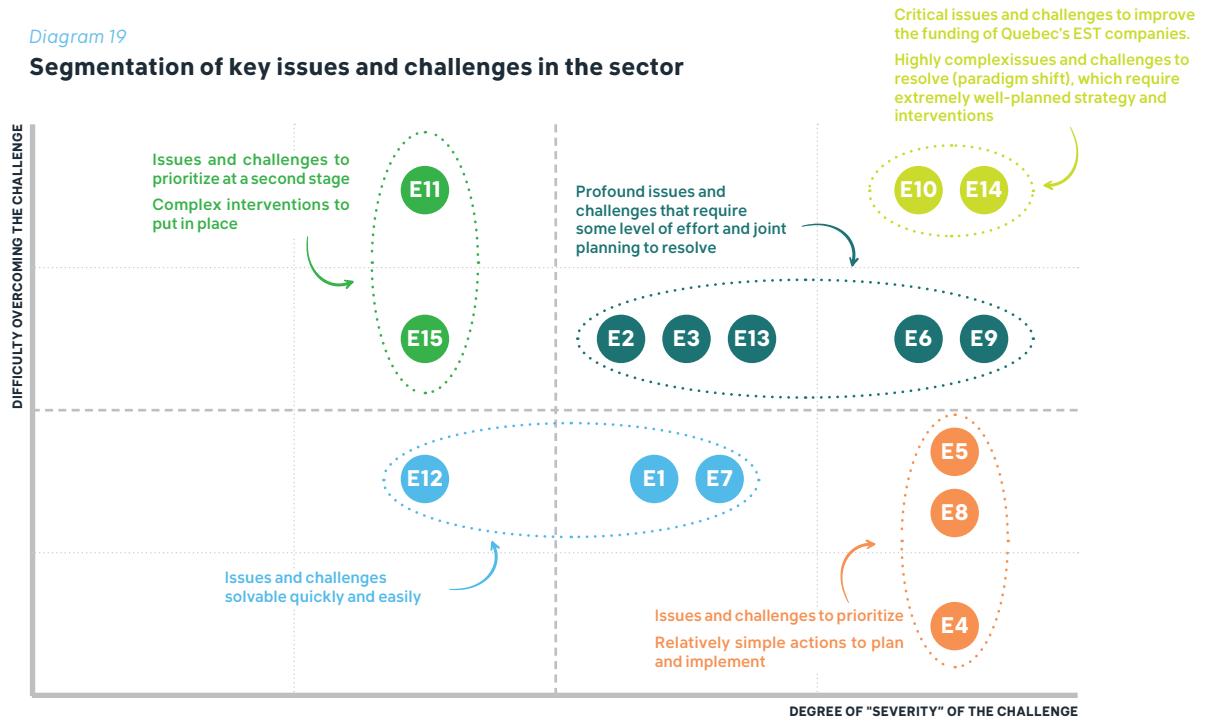 Diagram 19
Segmentation of key issues and challenges in the sector
Critical issues and challenges to improve
the funding of Quebec's EST companies.
Highly complexissues and challenges to
resolve (paradigm shift), which require
extremely well-planned strategy and
interventions
DIFFICULTY OVERCOMING THE CHALLENGE
Issues and challenges to
prioritize at a second stage
Complex interventions to
put in place
E11
Profound issues and
challenges that require
some level of effort and joint
planning to resolve
E10
E14
E15
E2
E3
E13
E6
E9
E12
E1
E7
E5
E8
E4
Issues and challenges
solvable quickly and easily
Issues and challenges to prioritize
Relatively simple actions to plan
and implement
DEGREE OF "SEVERITY" OF THE CHALLENGE